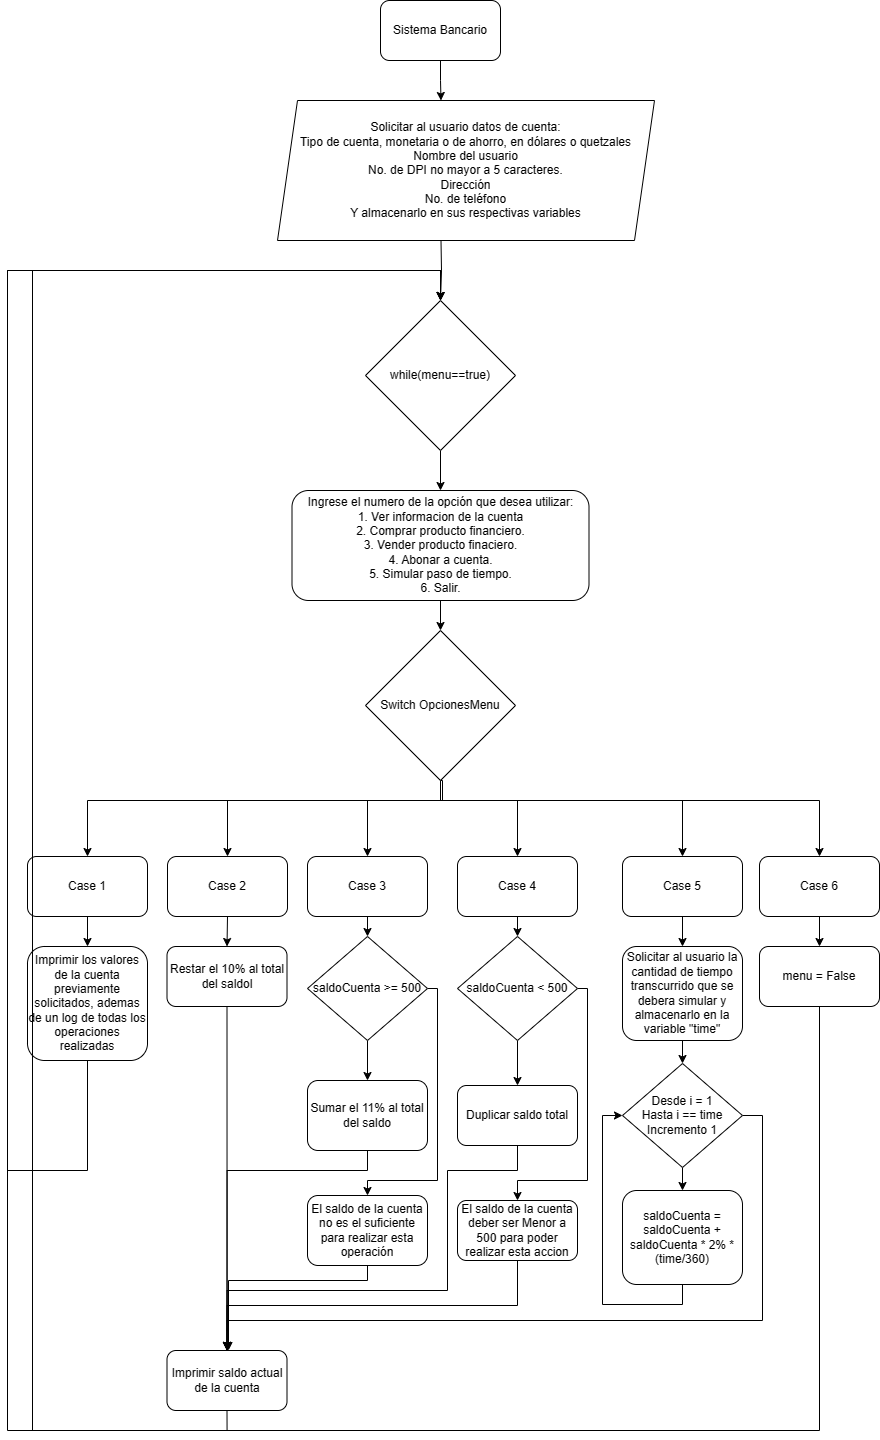 Sistema Bancario
Solicitar al usuario datos de cuenta:
Tipo de cuenta, monetaria o de ahorro, en dólares o quetzales
Nombre del usuario
No. de DPI no mayor a 5 caracteres.
Dirección
No. de teléfono
Y almacenarlo en sus respectivas variables
while(menu==true)
Ingrese el numero de la opción que desea utilizar:
1. Ver informacion de la cuenta
2. Comprar producto financiero.
3. Vender producto finaciero.
4. Abonar a cuenta.
5. Simular paso de tiempo.
6. Salir.
Switch OpcionesMenu
Case 1
Case 2
Case 3
Case 4
Case 5
Case 6
Imprimir los valores
de la cuenta
previamente
solicitados, ademas
de un log de todas los
operaciones
realizadas
Restar el 10% al total
del saldol
saldoCuenta >= 500
saldoCuenta < 500
Solicitar al usuario la
cantidad de tiempo
transcurrido que se
debera simular y
almacenarlo en la
variable "time"
menu = False
Sumar el 11% al total
del saldo
Duplicar saldo total
Desde i = 1
Hasta i == time
Incremento 1
El saldo de la cuenta
no es el suficiente
para realizar esta
operación
El saldo de la cuenta
deber ser Menor a
500 para poder
realizar esta accion
saldoCuenta =
saldoCuenta +
saldoCuenta * 2% *
(time/360)
Imprimir saldo actual
de la cuenta